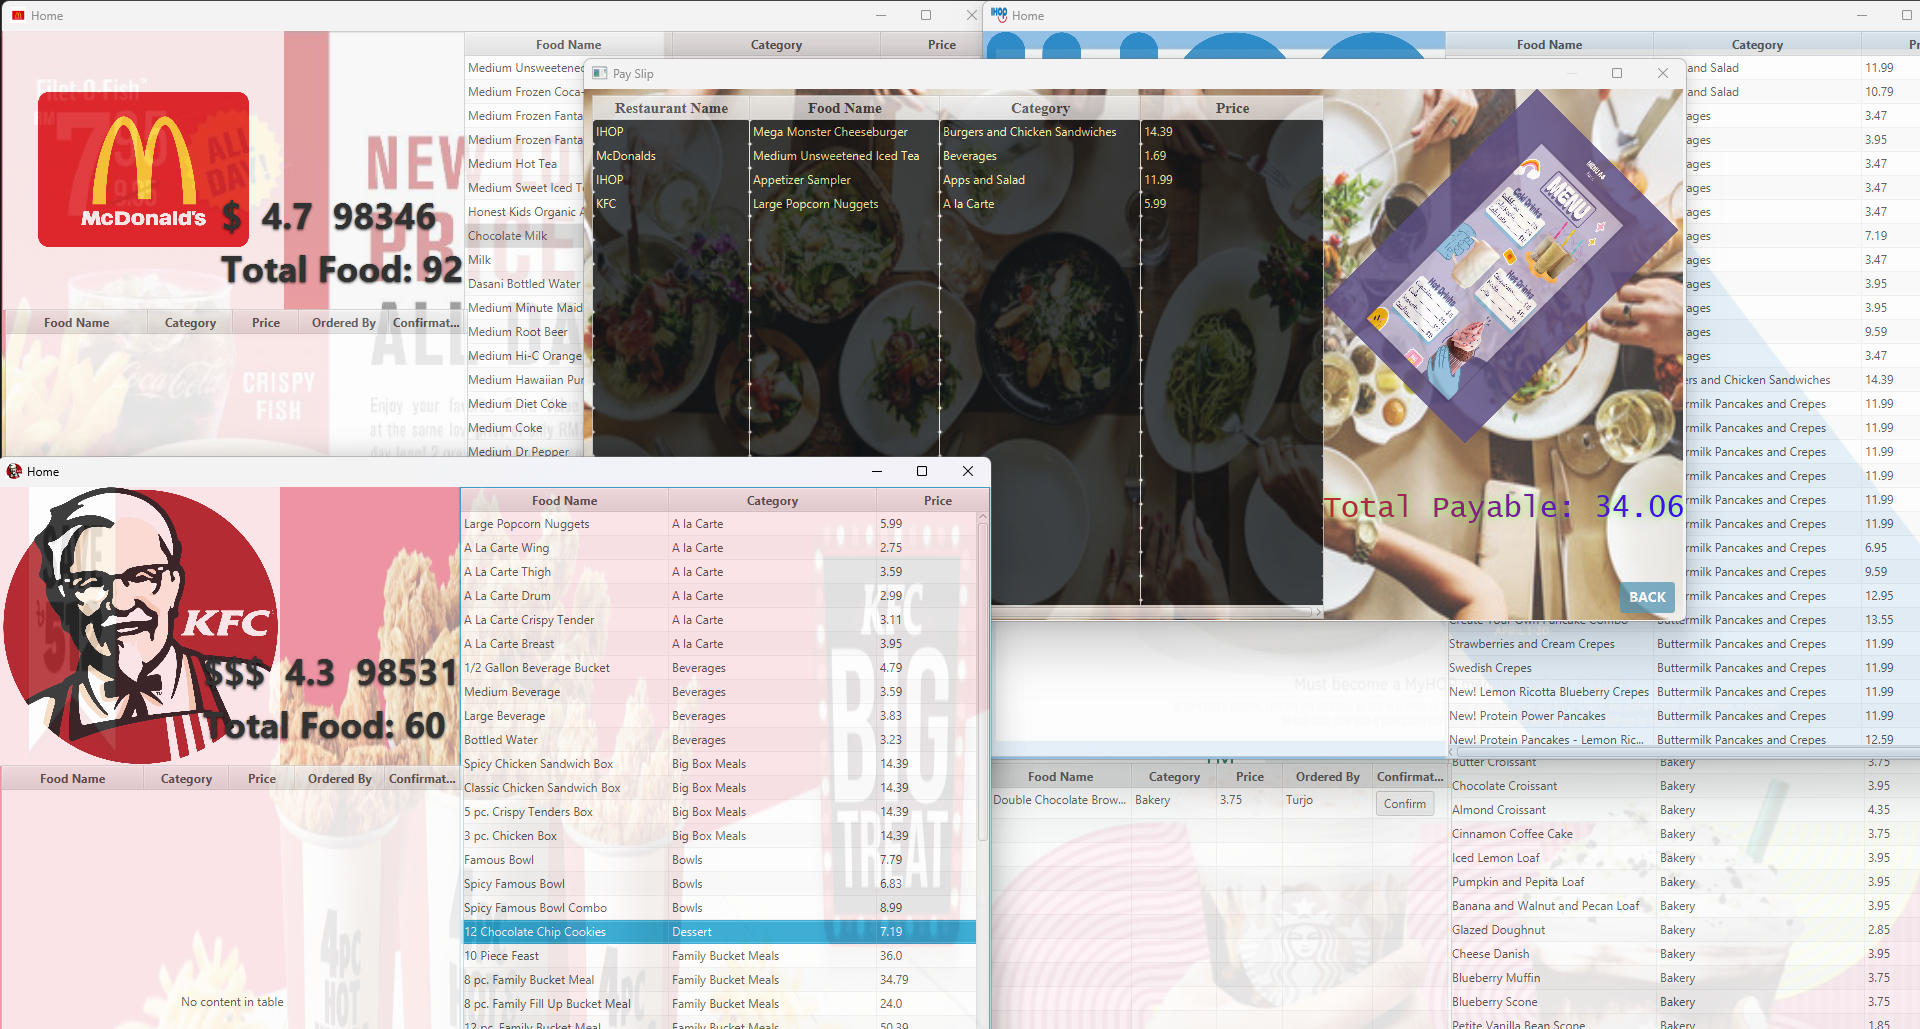 Home
Food Name Category Price
Filet-O-Fish™
NEW
ALL DAY!
McDonald's
$ 4.7 98346
Total Food: 92
Food Name Category Price Ordered By Confirmat...
CRISPY
FISH
Medium Unsweetened
Medium Frozen Coca-
Medium Frozen Fanta
Medium Frozen Fanta
Medium Hot Tea
Medium Sweet Iced T
Honest Kids Organic A
Chocolate Milk
Milk
Dasani Bottled Water
Medium Minute Maid
Medium Root Beer
Medium Hi-C Orange
Medium Hawaiian Pun
Medium Diet Coke
Medium Coke
Medium Dr Pepper
IHOP Home
Food Name Category Pr
and Salad 11.99
and Salad 10.79
ages 3.47
ages 3.95
ages 3.47
ages 3.47
ages 3.47
ages 7.19
ages 3.47
ages 3.95
ages 3.95
ages 9.59
ages 3.47
ers and Chicken Sandwiches 14.39
rmilk Pancakes and Crepes 11.99
rmilk Pancakes and Crepes 11.99
rmilk Pancakes and Crepes 11.99
rmilk Pancakes and Crepes 11.99
rmilk Pancakes and Crepes 11.99
rmilk Pancakes and Crepes 11.99
rmilk Pancakes and Crepes 6.95
rmilk Pancakes and Crepes 9.59
rmilk Pancakes and Crepes 12.95
Create Your Own Pancake Combo Buttermilk Pancakes and Crepes 13.55
Strawberries and Cream Crepes Buttermilk Pancakes and Crepes 11.99
Swedish Crepes Buttermilk Pancakes and Crepes 11.99
New! Lemon Ricotta Blueberry Crepes Buttermilk Pancakes and Crepes 11.99
New! Protein Power Pancakes Buttermilk Pancakes and Crepes 11.99
New! Protein Pancakes - Lemon Ric... Buttermilk Pancakes and Crepes 12.59
Pay Slip
Restaurant Name Food Name Category Price
IHOP Mega Monster Cheeseburger Burgers and Chicken Sandwiches 14.39
McDonalds Medium Unsweetened Iced Tea Beverages 1.69
IHOP Appetizer Sampler Apps and Salad 11.99
KFC Large Popcorn Nuggets A la Carte 5.99
MENU
Cold Drinks
Hot Drinks
Hot Drinks
Total Payable: 34.06
BACK
Home
KFC
$$$ 4.3 98531
Total Food: 60
Food Name Category Price Ordered By Confirmat...
No content in table
Food Name Category Price
Large Popcorn Nuggets A la Carte 5.99
A La Carte Wing A la Carte 2.75
A La Carte Thigh A la Carte 3.59
A La Carte Drum A la Carte 2.99
A La Carte Crispy Tender A la Carte 3.11
A La Carte Breast A la Carte 3.95
1/2 Gallon Beverage Bucket Beverages 4.79
Medium Beverage Beverages 3.59
Large Beverage Beverages 3.83
Bottled Water Beverages 3.23
Spicy Chicken Sandwich Box Big Box Meals 14.39
Classic Chicken Sandwich Box Big Box Meals 14.39
5 pc. Crispy Tenders Box Big Box Meals 14.39
3 pc. Chicken Box Big Box Meals 14.39
Famous Bowl Bowls 7.79
Spicy Famous Bowl Bowls 6.83
Spicy Famous Bowl Combo Bowls 8.99
12 Chocolate Chip Cookies Dessert 7.19
10 Piece Feast Family Bucket Meals 36.0
8 pc. Family Bucket Meal Family Bucket Meals 34.79
8 pc. Family Fill Up Bucket Meal Family Bucket Meals 24.0
12 pc. Family Bucket Meal Family Bucket Meals 50.39
KFC
BIG
TREAT
4PC
HOT
Food Name Category Price Ordered By Confirmat...
Double Chocolate Brow... Bakery 3.75 Turjo Confirm
Butter Croissant Bakery 3.75
Chocolate Croissant Bakery 3.95
Almond Croissant Bakery 4.35
Cinnamon Coffee Cake Bakery 3.75
Iced Lemon Loaf Bakery 3.95
Pumpkin and Pepita Loaf Bakery 3.95
Banana and Walnut and Pecan Loaf Bakery 3.95
Glazed Doughnut Bakery 2.85
Cheese Danish Bakery 3.95
Blueberry Muffin Bakery 3.75
Blueberry Scone Bakery 3.75
Petite Vanilla Bean Scone Bakery 1.85